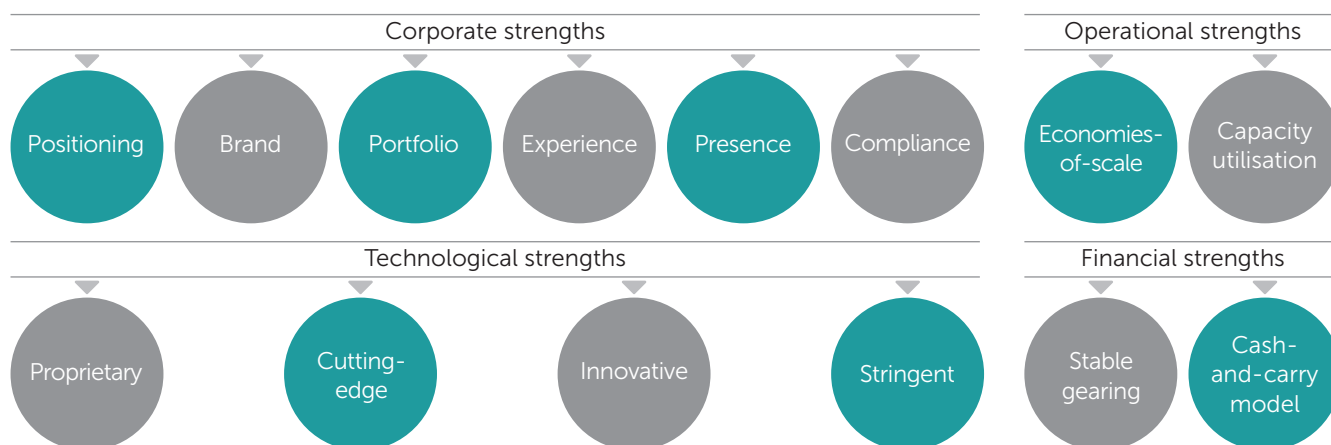 Corporate strengths
Positioning
Brand
Portfolio
Experience
Presence
Compliance
Operational strengths
Economies-
of-scale
Capacity
utilisation
Technological strengths
Proprietary
Cutting-
edge
Innovative
Stringent
Financial strengths
Stable
gearing
Cash-
and-carry
model